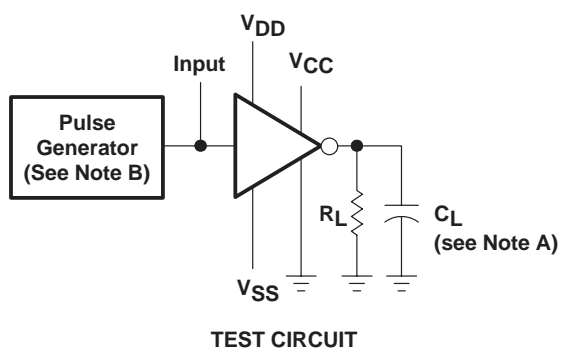 VDD
Input
VCC
Pulse
Generator
(See Note B)
RL
CL
(see Note A)
VSS
TEST CIRCUIT